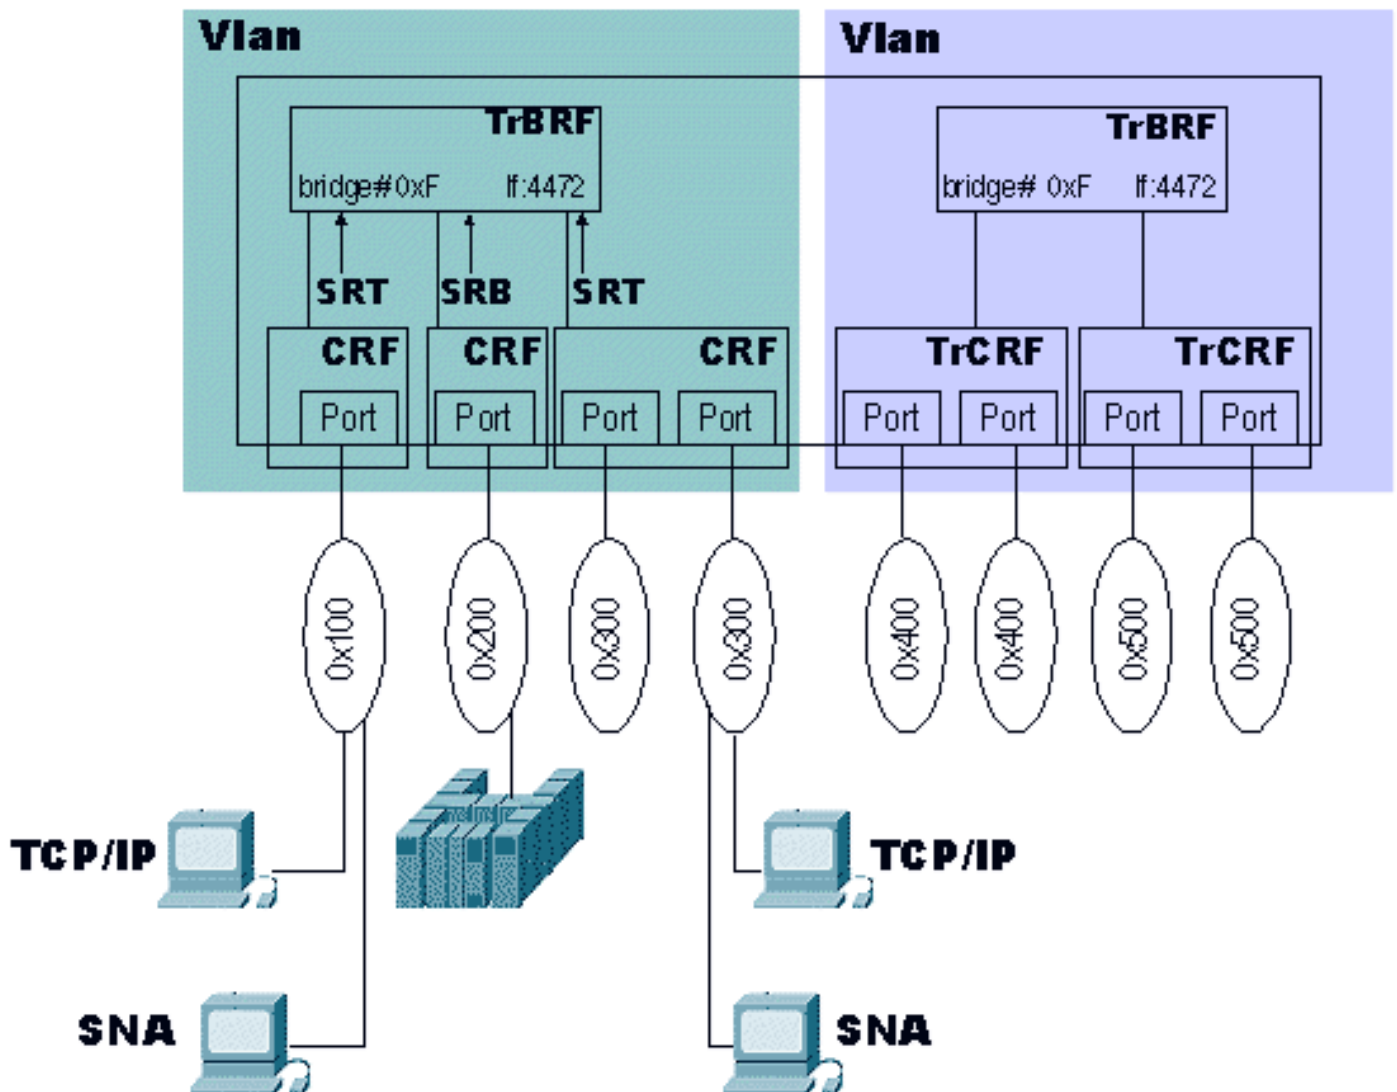 Vlan
Vlan
TrBRF
TrBRF
bridge# 0xF lf:4472
bridge# 0xF lf:4472
SRT SRB SRT
CRF CRF CRF TrCRF TrCRF
Port Port Port Port Port Port Port Port
0x100 0x200 0x300 0x300 0x400 0x400 0x500 0x500
TCP/IP TCP/IP
SNA SNA